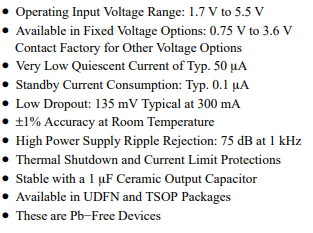 • Operating Input Voltage Range: 1.7 V to 5.5 V
• Available in Fixed Voltage Options: 0.75 V to 3.6 V
Contact Factory for Other Voltage Options
• Very Low Quiescent Current of Typ. 50 μA
• Standby Current Consumption: Typ. 0.1 μA
• Low Dropout: 135 mV Typical at 300 mA
• ±1% Accuracy at Room Temperature
• High Power Supply Ripple Rejection: 75 dB at 1 kHz
• Thermal Shutdown and Current Limit Protections
• Stable with a 1 μF Ceramic Output Capacitor
• Available in UDFN and TSOP Packages
• These are Pb−Free Devices